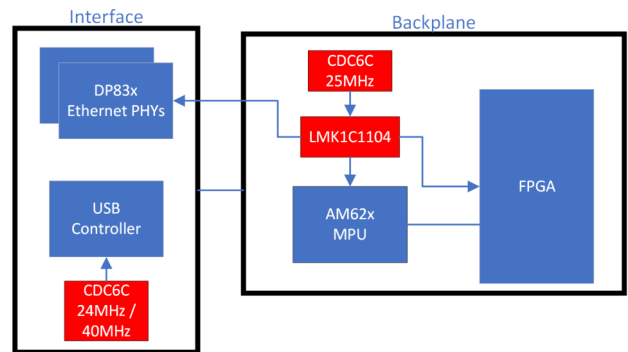 Interface
DP83x
Ethernet PHYs
USB
Controller
CDC6C
24MHz /
40MHz
Backplane
CDC6C
25MHz
LMK1C1104
AM62x
MPU
FPGA